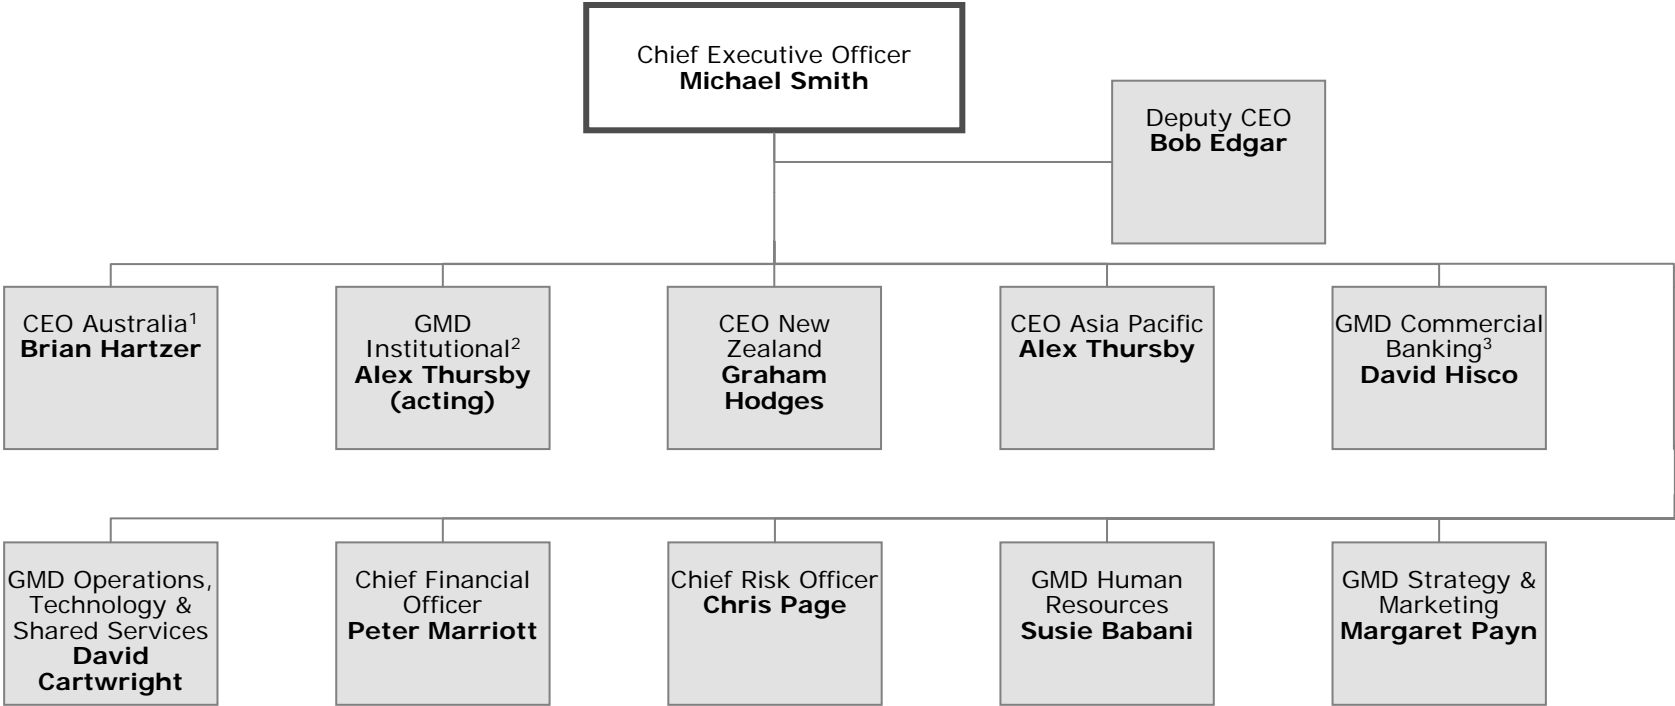 Chief Executive Officer
Michael Smith
Deputy CEO
Bob Edgar
CEO Australia¹
Brian Hartzer
GMD
Institutional²
Alex Thursby
(acting)
CEO New
Zealand
Graham
Hodges
CEO Asia Pacific
Alex Thursby
GMD Commercial
Banking³
David Hisco
GMD Operations,
Technology &
Shared Services
David
Cartwright
Chief Financial
Officer
Peter Marriott
Chief Risk Officer
Chris Page
GMD Human
Resources
Susie Babani
GMD Strategy &
Marketing
Margaret Payn